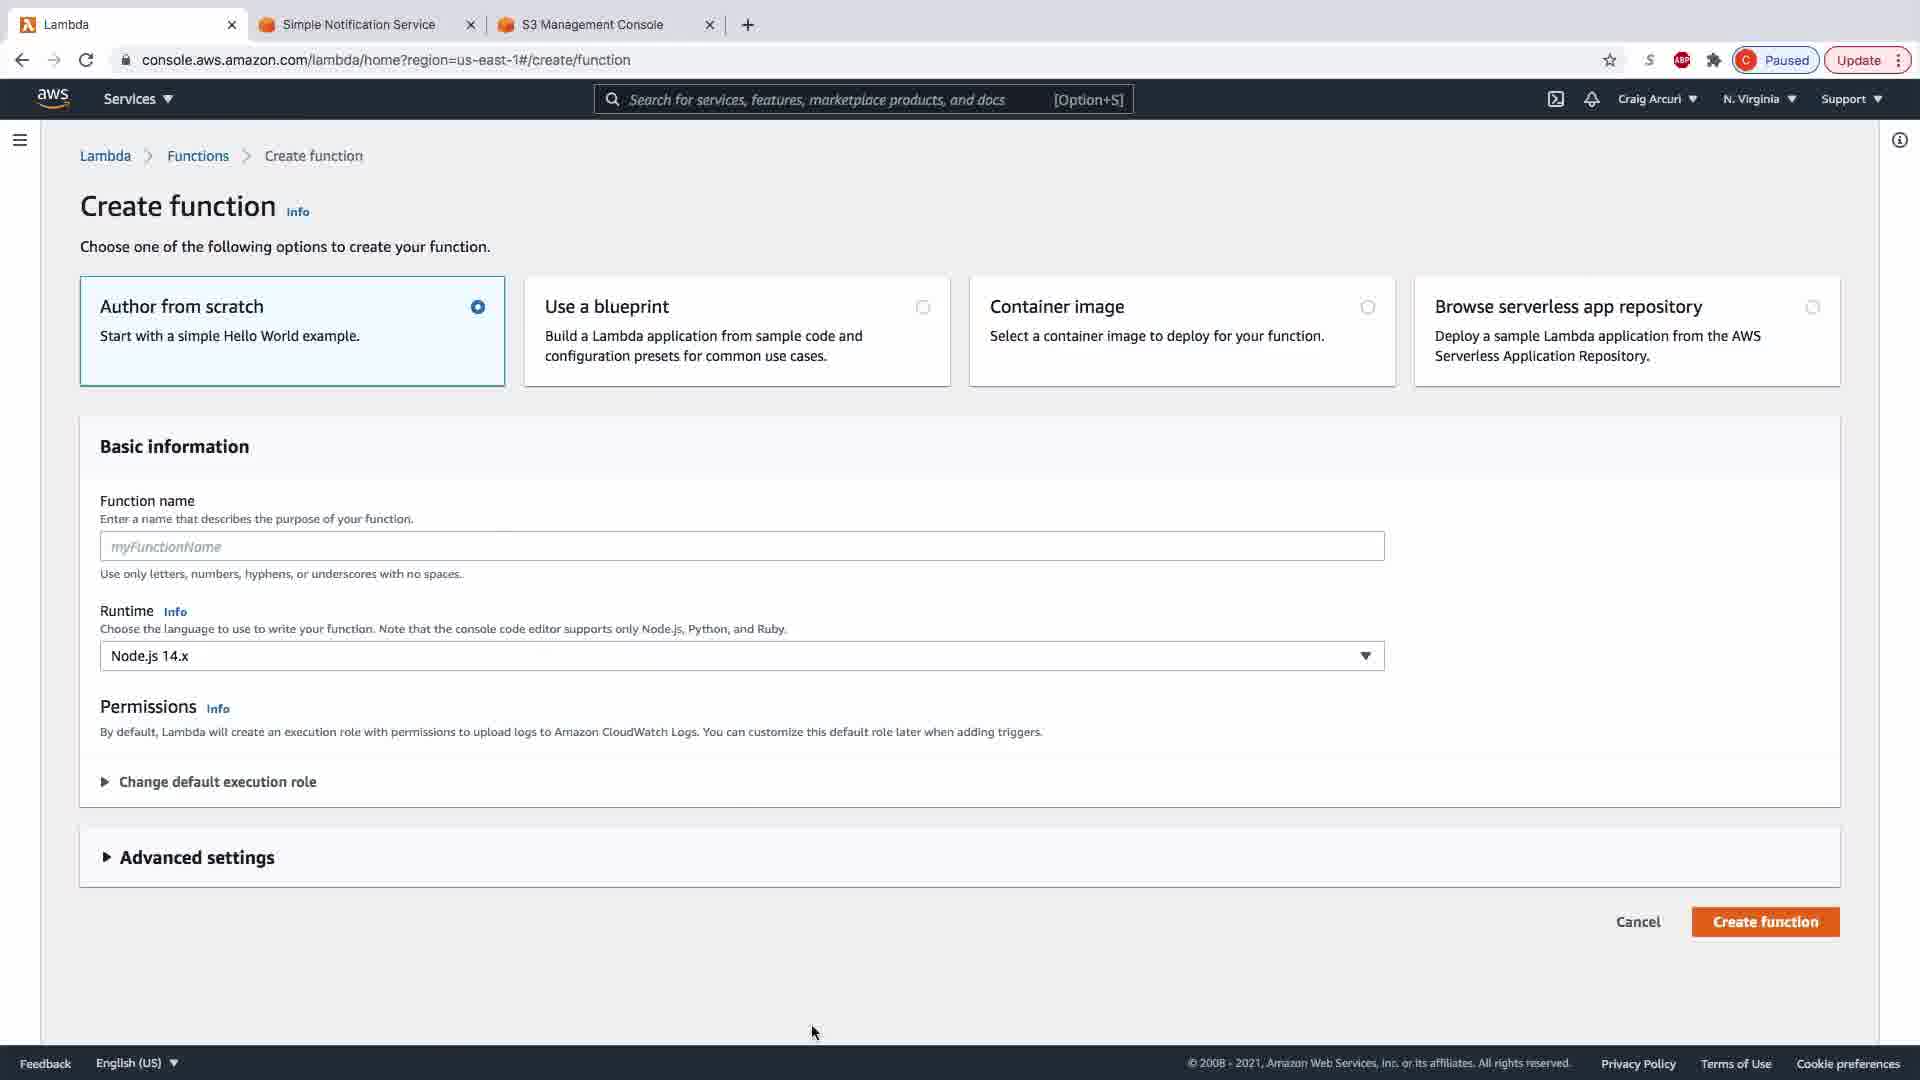 Lambda
Simple Notification Service
S3 Management Console
console.aws.amazon.com/lambda/home?region=us-east-1#/create/function
S
ABP
C
Paused
Update
aws
Services
Search for services, features, marketplace products, and docs
[Option+S]
Craig Arcuri
N. Virginia
Support
Lambda
Functions
Create function
Create function Info
Choose one of the following options to create your function.
Author from scratch
Start with a simple Hello World example.
Use a blueprint
Build a Lambda application from sample code and
configuration presets for common use cases.
Container image
Select a container image to deploy for your function.
Browse serverless app repository
Deploy a sample Lambda application from the AWS
Serverless Application Repository.
Basic information
Function name
Enter a name that describes the purpose of your function.
myFunctionName
Use only letters, numbers, hyphens, or underscores with no spaces.
Runtime Info
Choose the language to use to write your function. Note that the console code editor supports only Node.js, Python, and Ruby.
Node.js 14.x
Permissions Info
By default, Lambda will create an execution role with permissions to upload logs to Amazon CloudWatch Logs. You can customize this default role later when adding triggers.
Change default execution role
Advanced settings
Cancel
Create function
Feedback
English (US)
© 2008 - 2021, Amazon Web Services, Inc. or its affiliates. All rights reserved.
Privacy Policy
Terms of Use
Cookie preferences